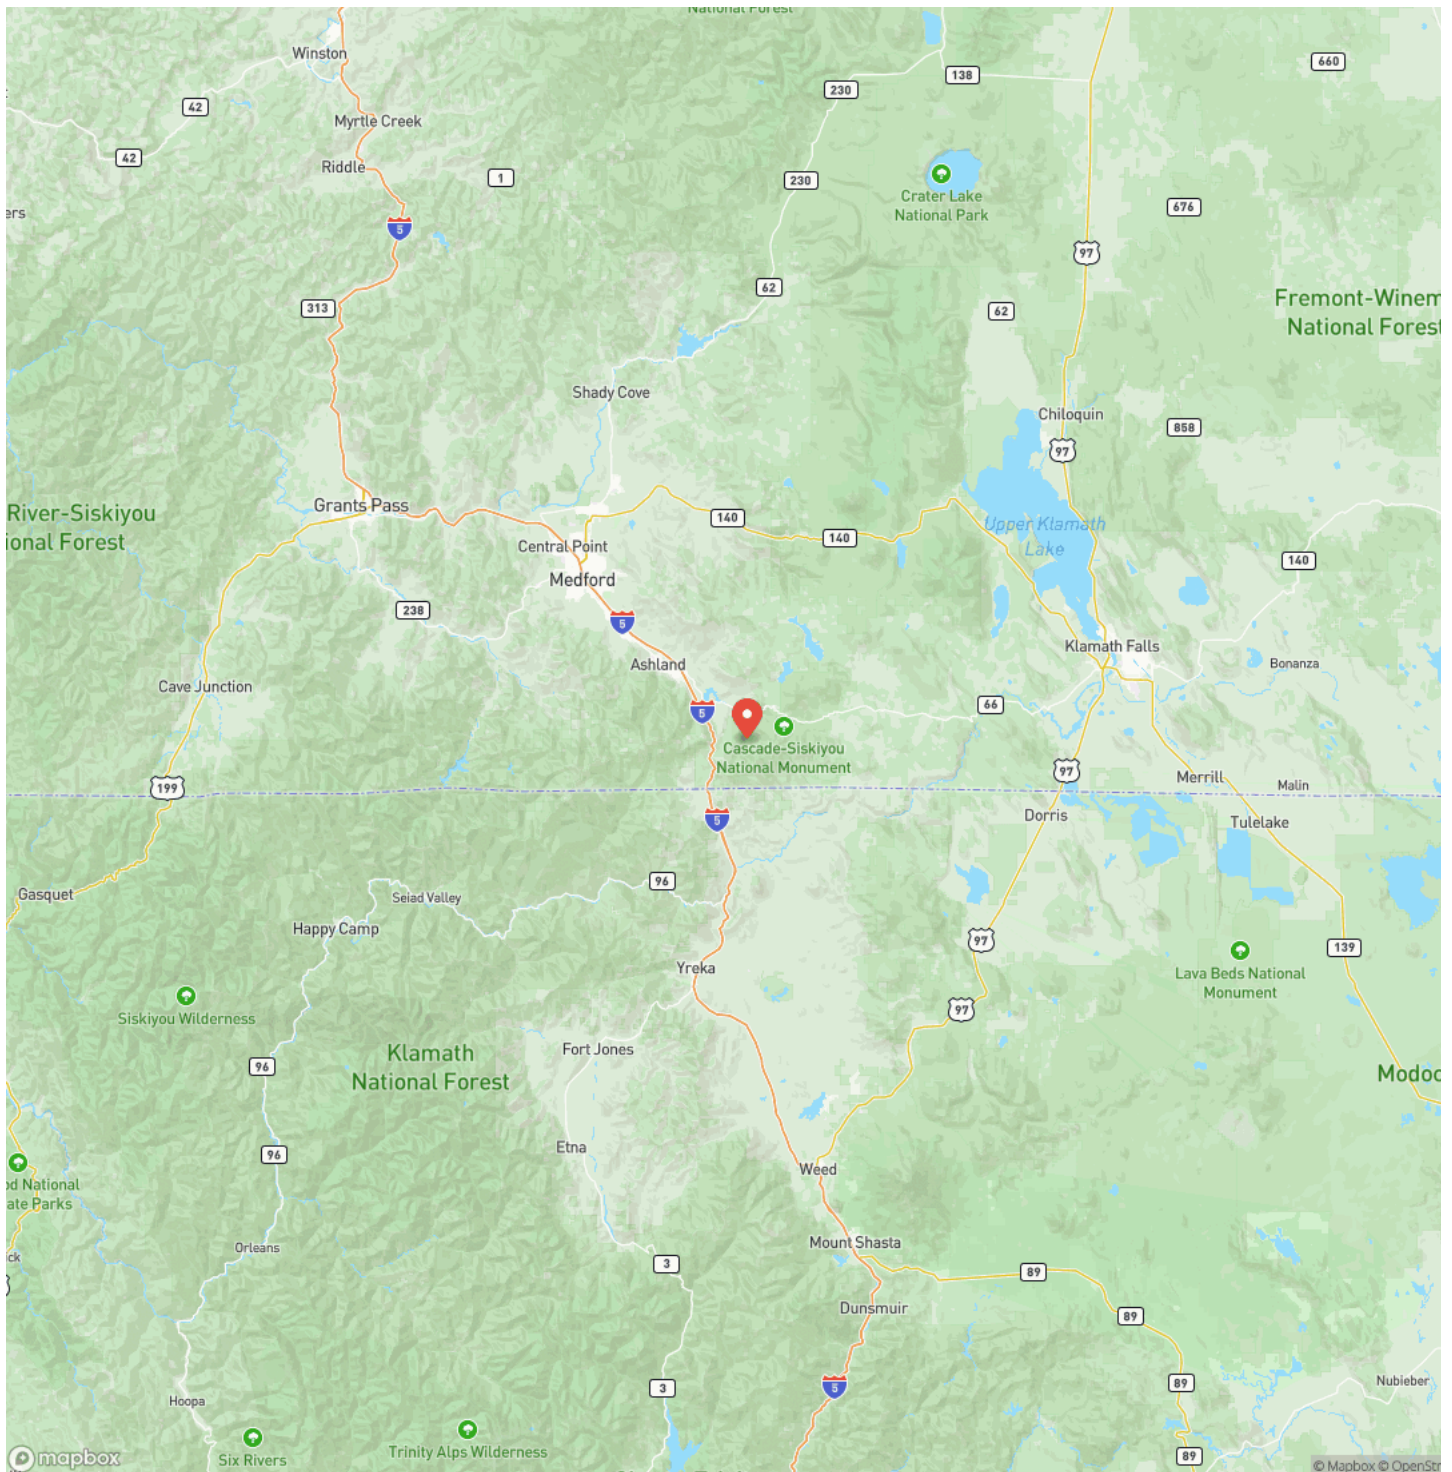 National Forest
Winston
138
660
230
42
Myrtle Creek
42
Riddle
1
230
Crater Lake
National Park
ers
676
5
97
62
313
62
Fremont-Winem
National Forest
Shady Cove
Chiloquin
858
97
Grants Pass
River-Siskiyou
ional Forest
140
Upper Klamath
Lake
140
Central Point
140
Medford
238
5
Klamath Falls
Ashland
Bonanza
Cave Junction
66
5
Cascade-Siskiyou
National Monument
97
Merrill
Malin
199
Dorris
Tulelake
5
96
Gasquet
Seiad Valley
Happy Camp
97
139
Yreka
Lava Beds National
Monument
97
Siskiyou Wilderness
Fort Jones
Klamath
National Forest
96
Modoc
Etna
96
Weed
od National
ate Parks
Mount Shasta
Orleans
ck
3
89
Dunsmuir
89
5
3
89
Nubieber
Hoopa
Trinity Alps Wilderness
Six Rivers
89
mapbox
© Mapbox © OpenStr